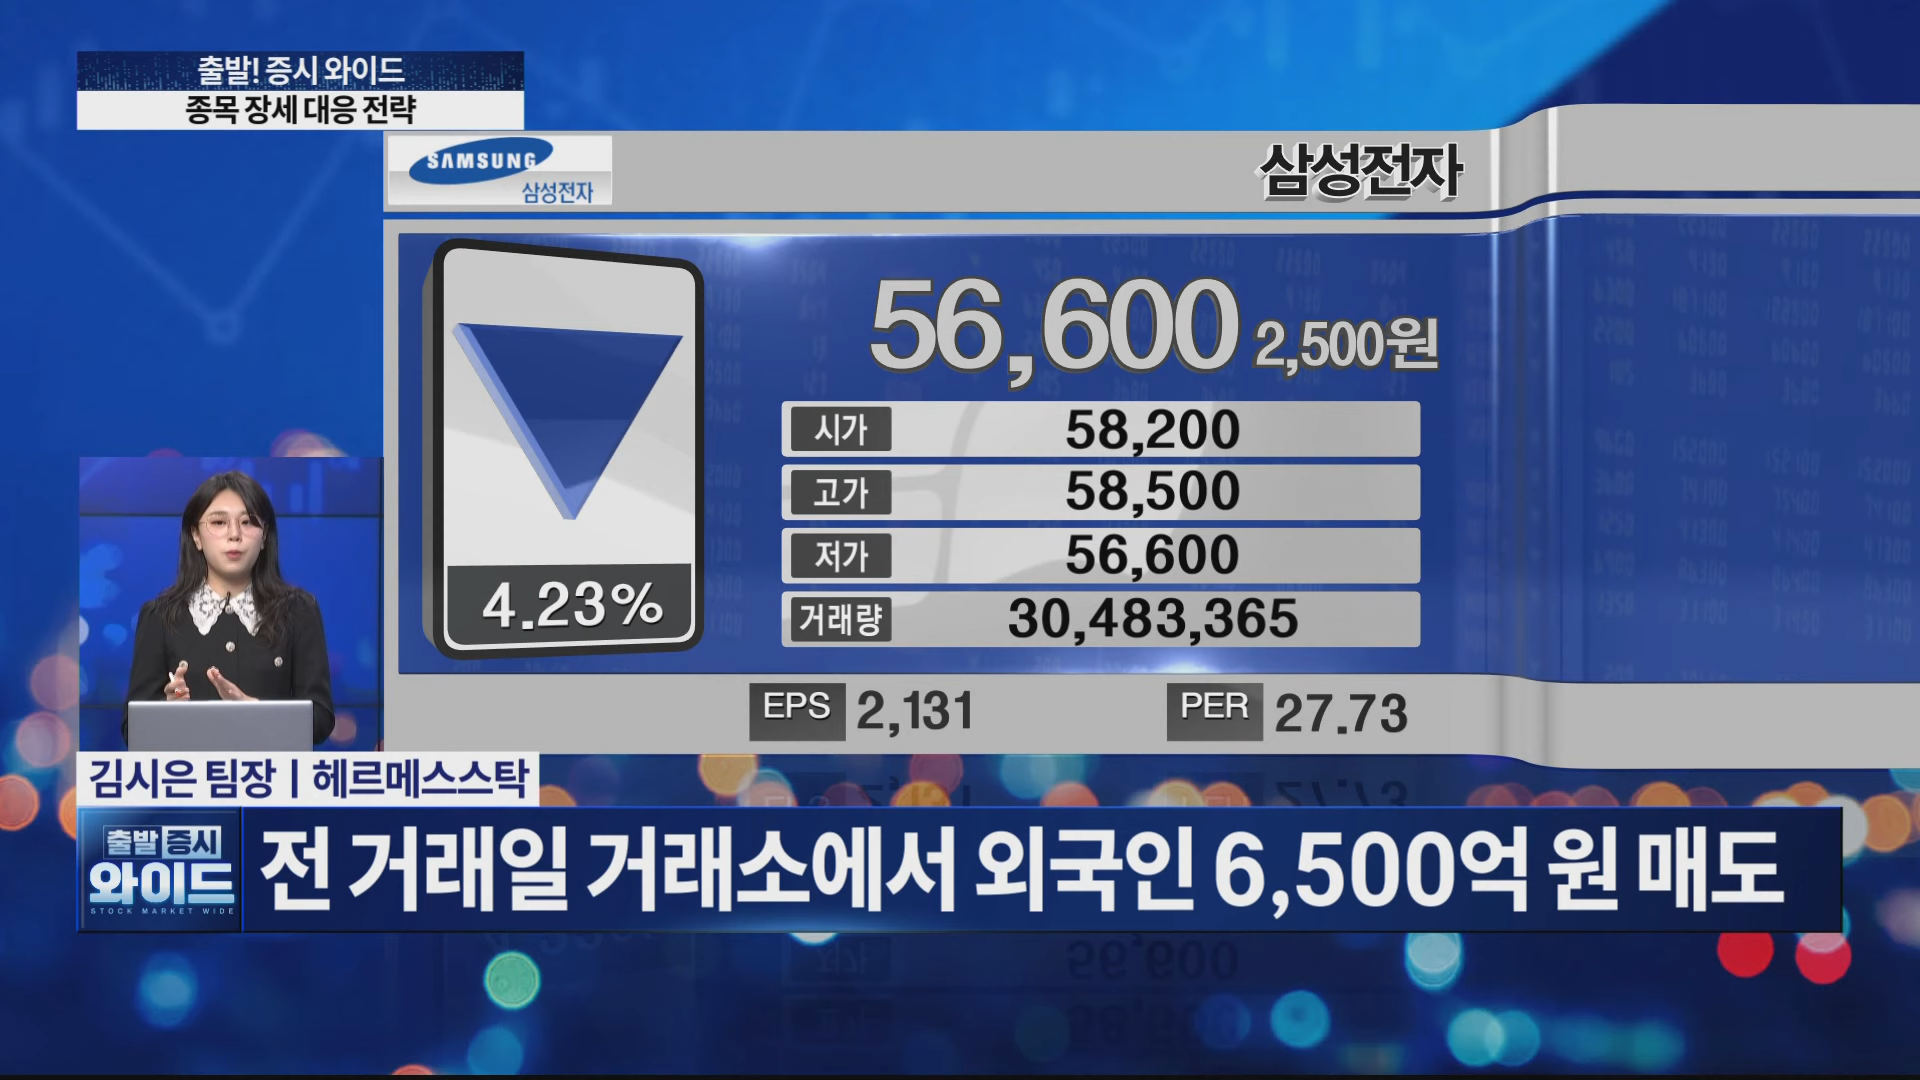 출발! 증시 와이드
종목 장세 대응 전략
SAMSUNG
삼성전자
삼성전자
56,600 2,500원
4.23%
시가 58,200
고가 58,500
저가 56,600
거래량 30,483,365
EPS 2,131 PER 27.73
김시은 팀장 | 헤르메스스탁
출발 증시
와이드
STOCK MARKET WIDE
전 거래일 거래소에서 외국인 6,500억 원 매도